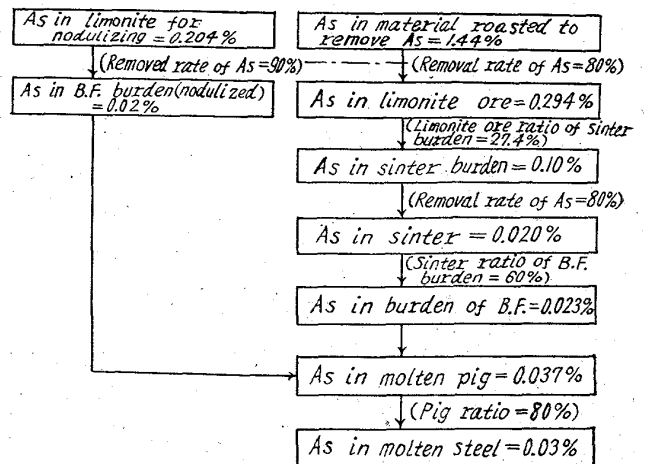 As in limonite for
nodulizing = 0.204%
(Removed rate of As=90%)
As in B.F. burden(nodulized)
=0.02%
As in material roasted to
remove As=1.44%
(Removal rate of As=80%)
As in limonite ore=0.294%
(Limonite ore ratio of sinter
burden=27.4%)
As in sinter burden=0.10%
(Removal rate of As=80%)
As in sinter =0.020%
(Sinter ratio of B.F.
burden = 60%)
As in burden of B.F.=0.023%
As in molten pig=0.037%
(Pig ratio=80%)
As in molten steel=0.03%